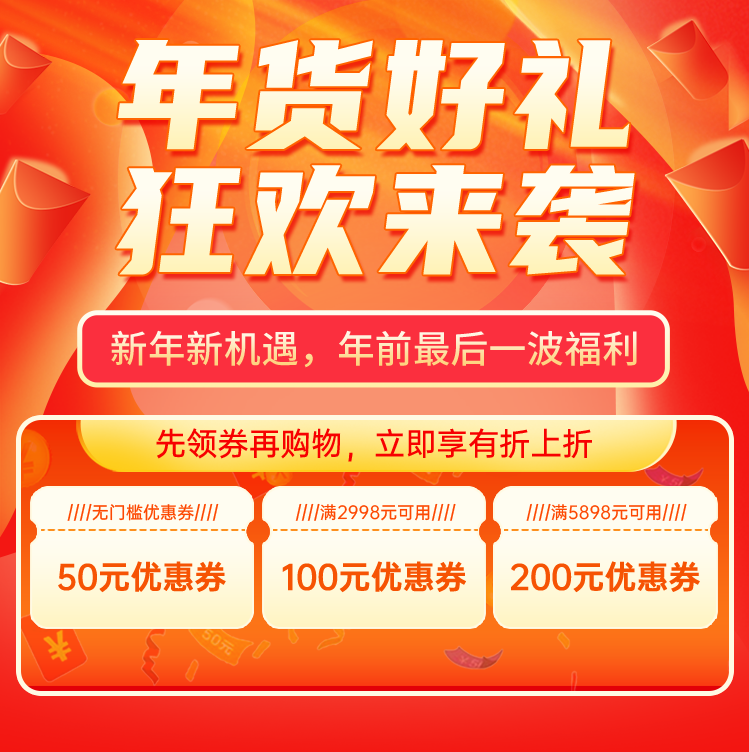 年货好礼
狂欢来袭
新年新机遇，年前最后一波福利
先领券再购物，立即享有折上折
////无门槛优惠券////
50元优惠券
////满2998元可用////
100元优惠券
////满5898元可用////
200元优惠券
¥
50元